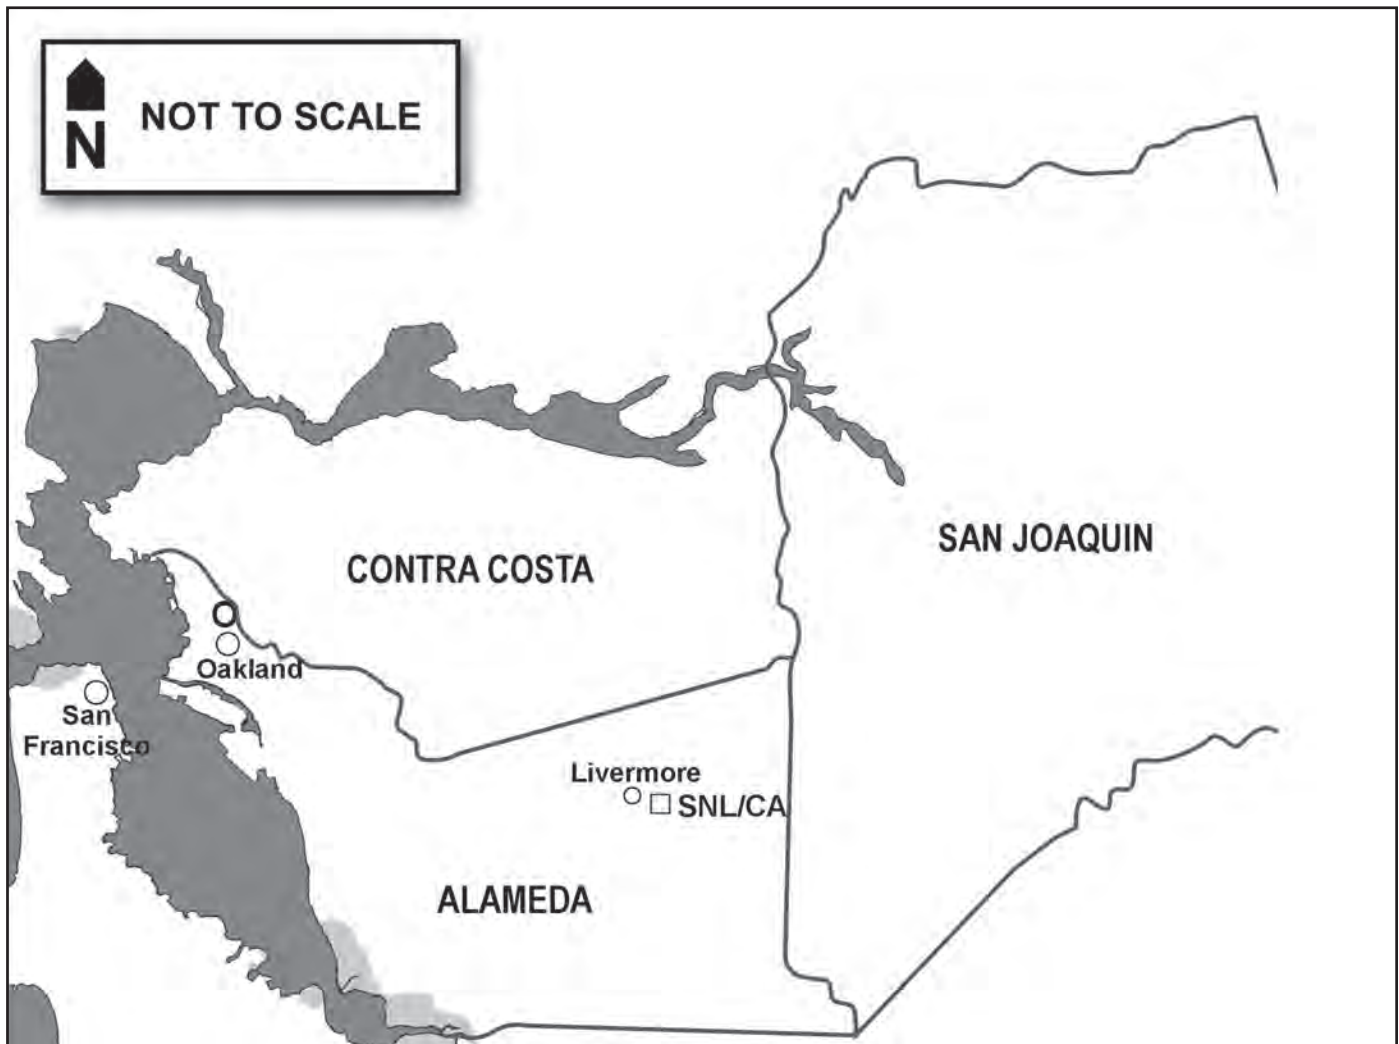 NOT TO SCALE
N
SAN JOAQUIN
CONTRA COSTA
O
Oakland
San
Francisco
Livermore
SNL/CA
ALAMEDA